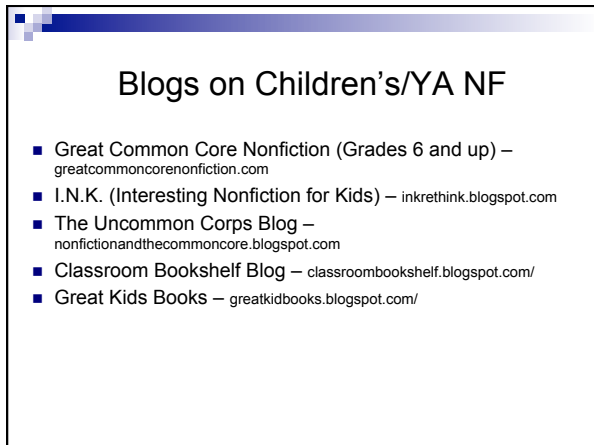 Blogs on Children's/YA NF
Great Common Core Nonfiction (Grades 6 and up) –
greatcommoncorenonfiction.com
I.N.K. (Interesting Nonfiction for Kids) – inkrethink.blogspot.com
The Uncommon Corps Blog –
nonfictionandthecommoncore.blogspot.com
Classroom Bookshelf Blog – classroombookshelf.blogspot.com/
Great Kids Books – greatkidbooks.blogspot.com/